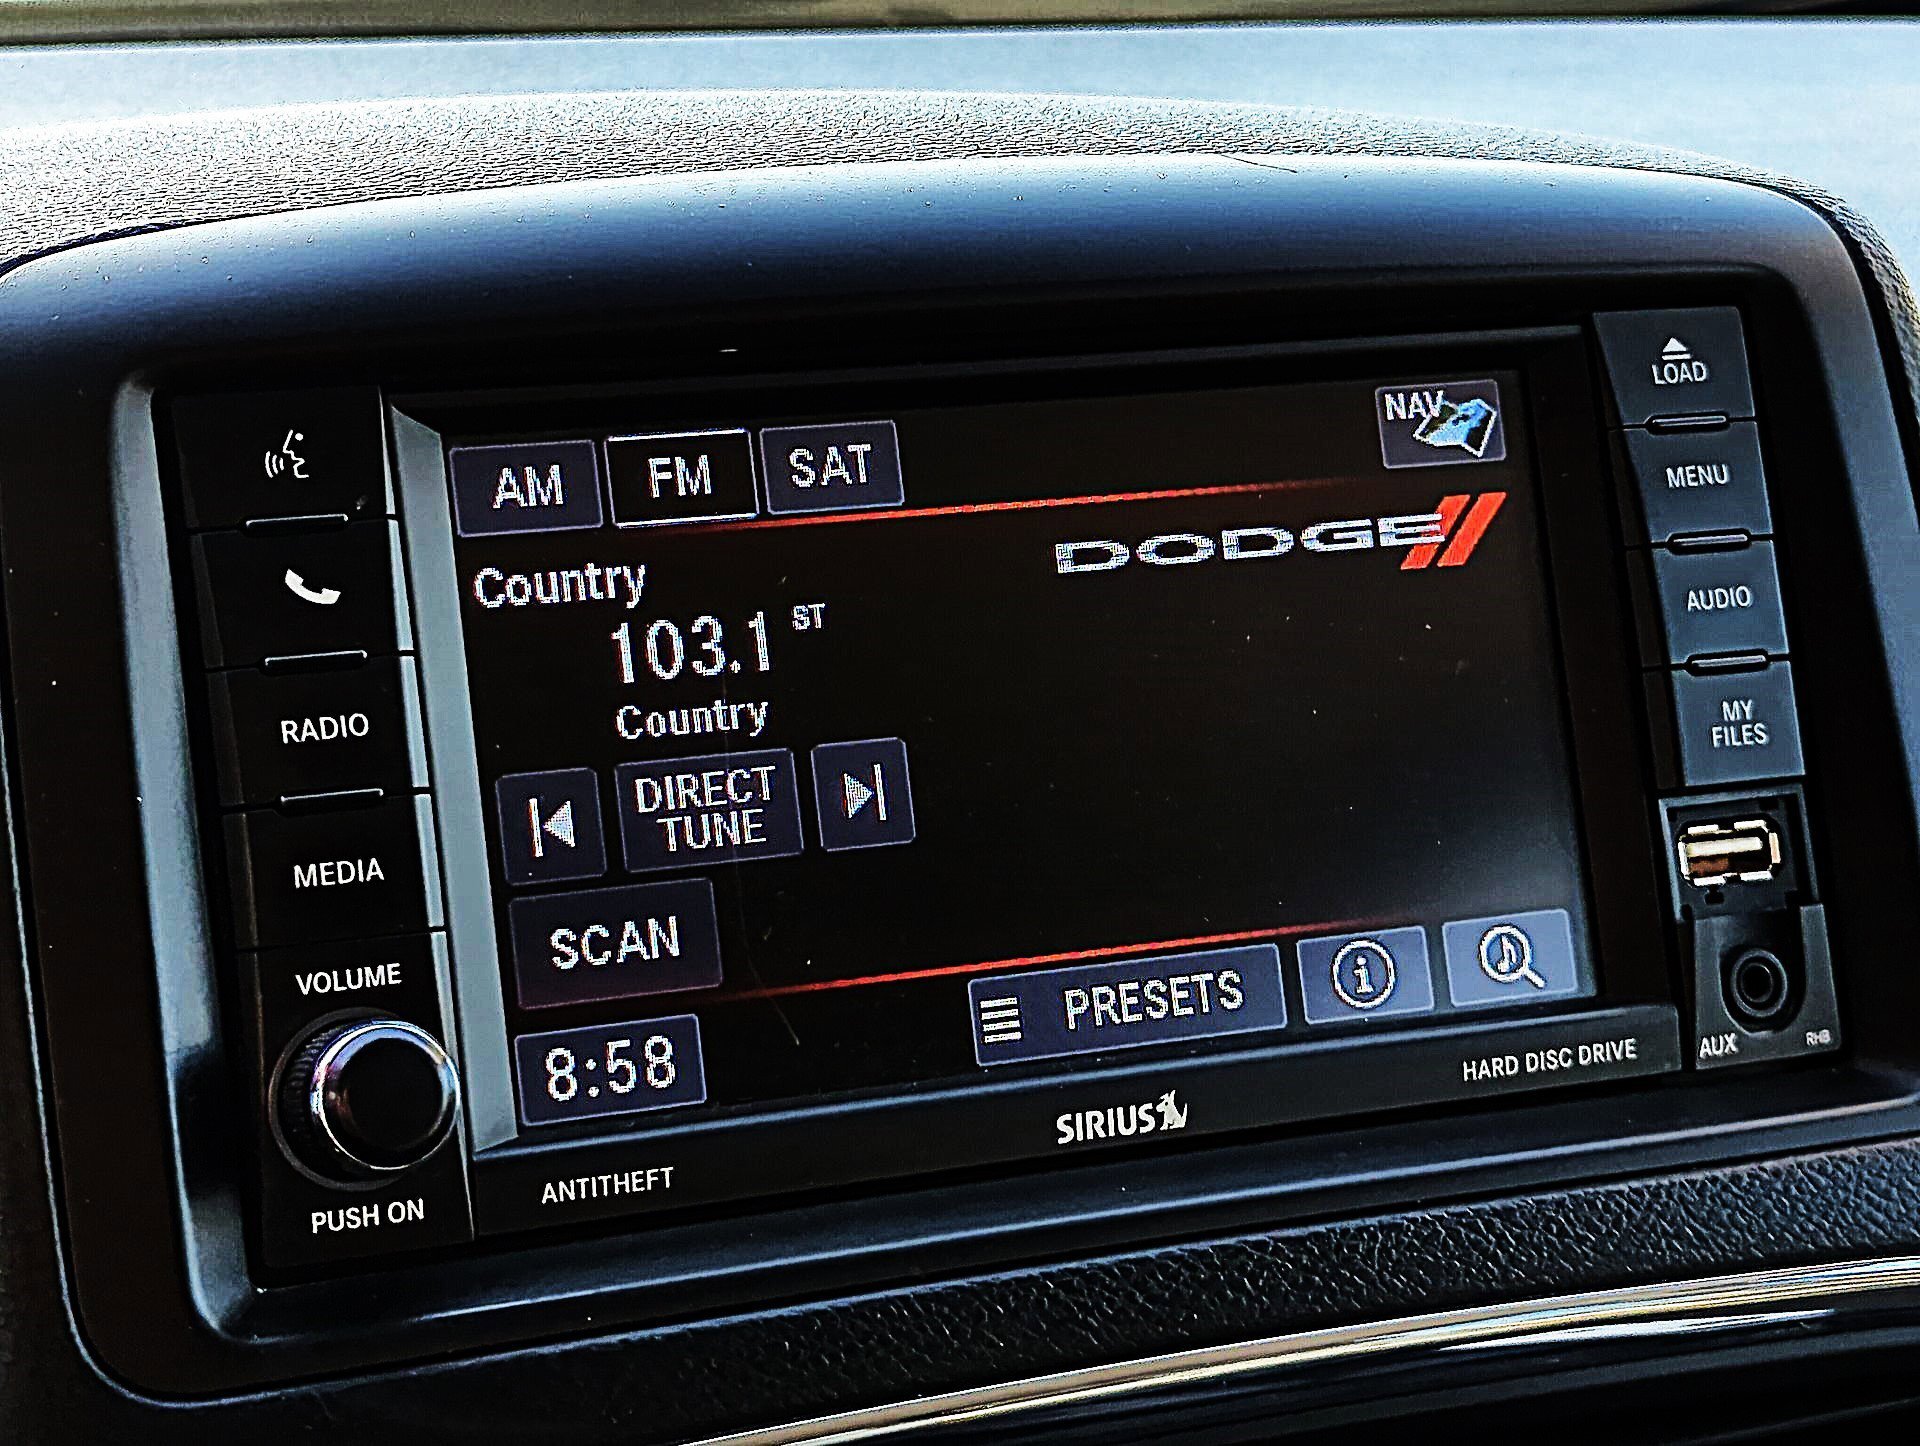 AM
FM
SAT
NAV
DODGE
Country
103.1 ST
Country
DIRECT
TUNE
SCAN
8:58
PRESETS
i
RADIO
MEDIA
VOLUME
PUSH ON
LOAD
MENU
AUDIO
MY
FILES
AUX
RHB
ANTITHEFT
SIRIUS
HARD DISC DRIVE